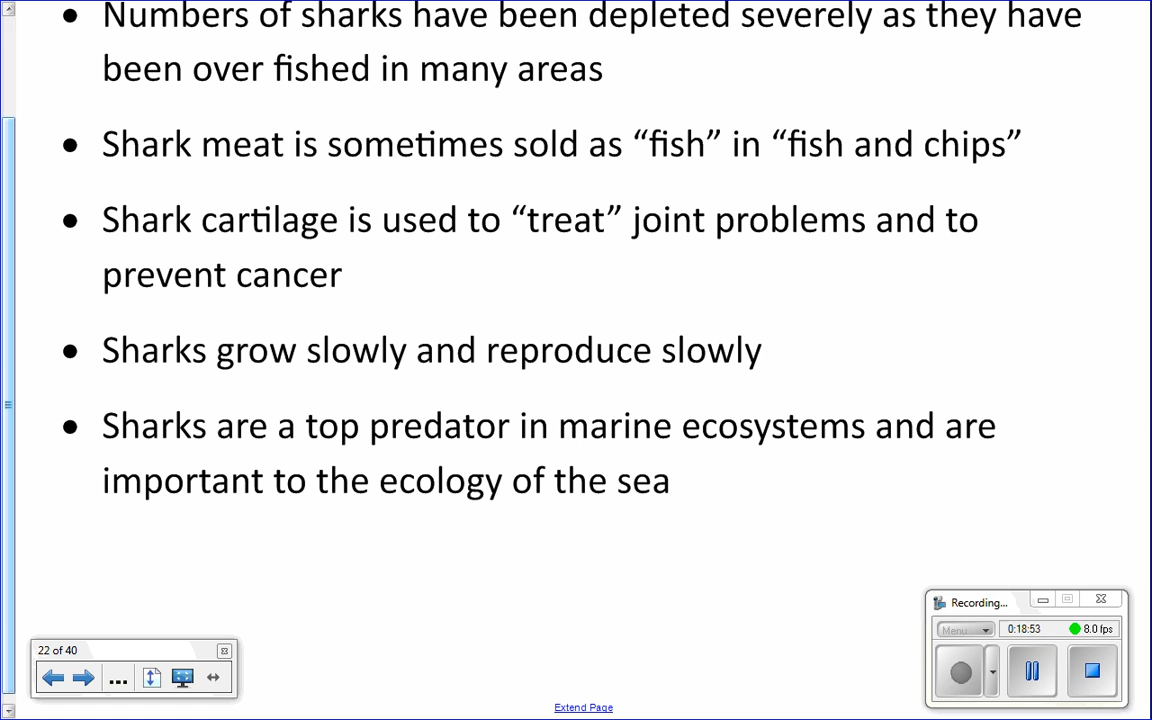 • Numbers of sharks have been depleted severely as they have
been over fished in many areas
• Shark meat is sometimes sold as “fish” in “fish and chips”
• Shark cartilage is used to “treat” joint problems and to
prevent cancer
• Sharks grow slowly and reproduce slowly
• Sharks are a top predator in marine ecosystems and are
important to the ecology of the sea
Recording...
Menu 0:18:53 8.0 fps
22 of 40
...
Extend Page